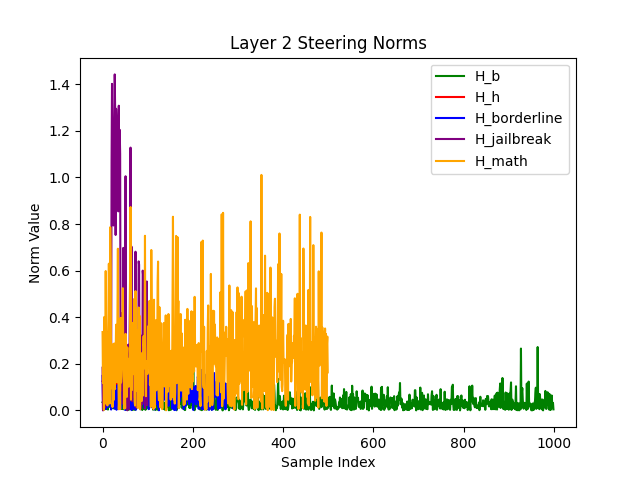 Layer 2 Steering Norms
Norm Value
1.4
1.2
1.0
0.8
0.6
0.4
0.2
0.0
H_b
H_h
H_borderline
H_jailbreak
H_math
0 200 400 600 800 1000
Sample Index